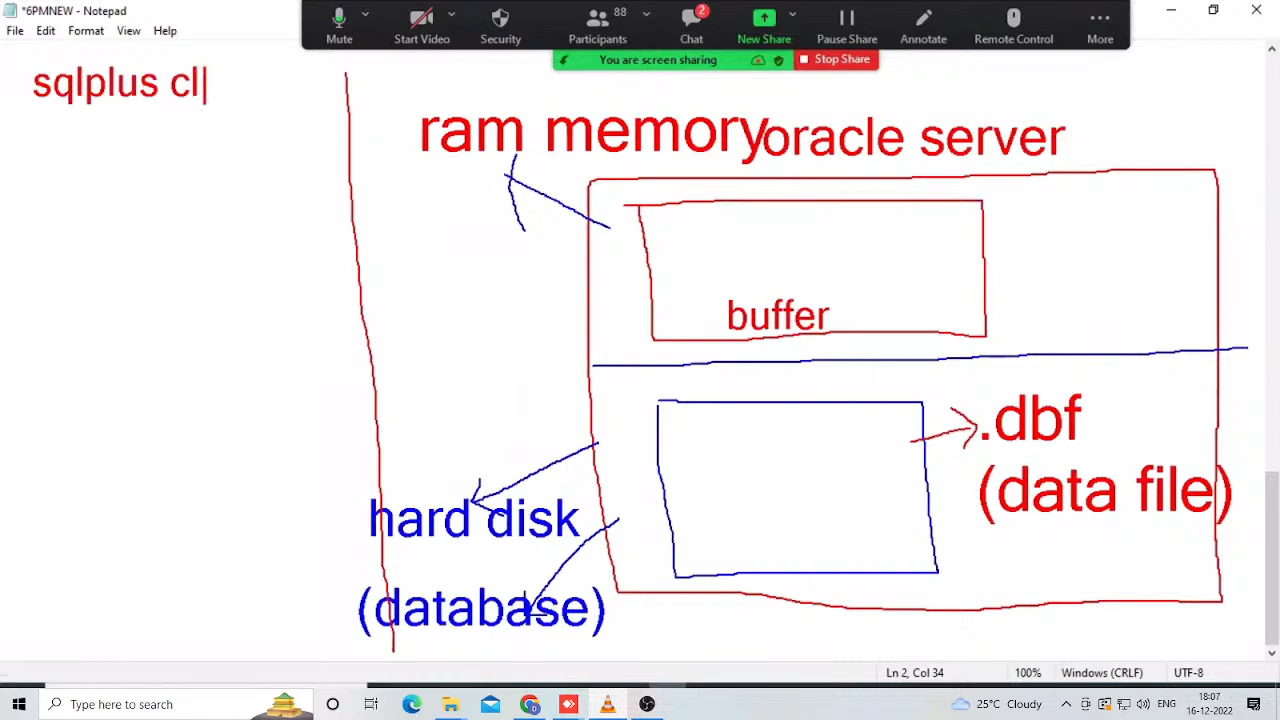 *6PMNEW - Notepad
File Edit Format View Help
Mute Start Video Security Participants 88 Chat 2 New Share Pause Share Annotate Remote Control More
You are screen sharing Stop Share
sqlplus cl
ram memory oracle server
buffer
.dbf
(data file)
hard disk
(database)
Ln 2, Col 34 100% Windows (CRLF) UTF-8
Type here to search
25°C Cloudy ENG 18:07
16-12-2022